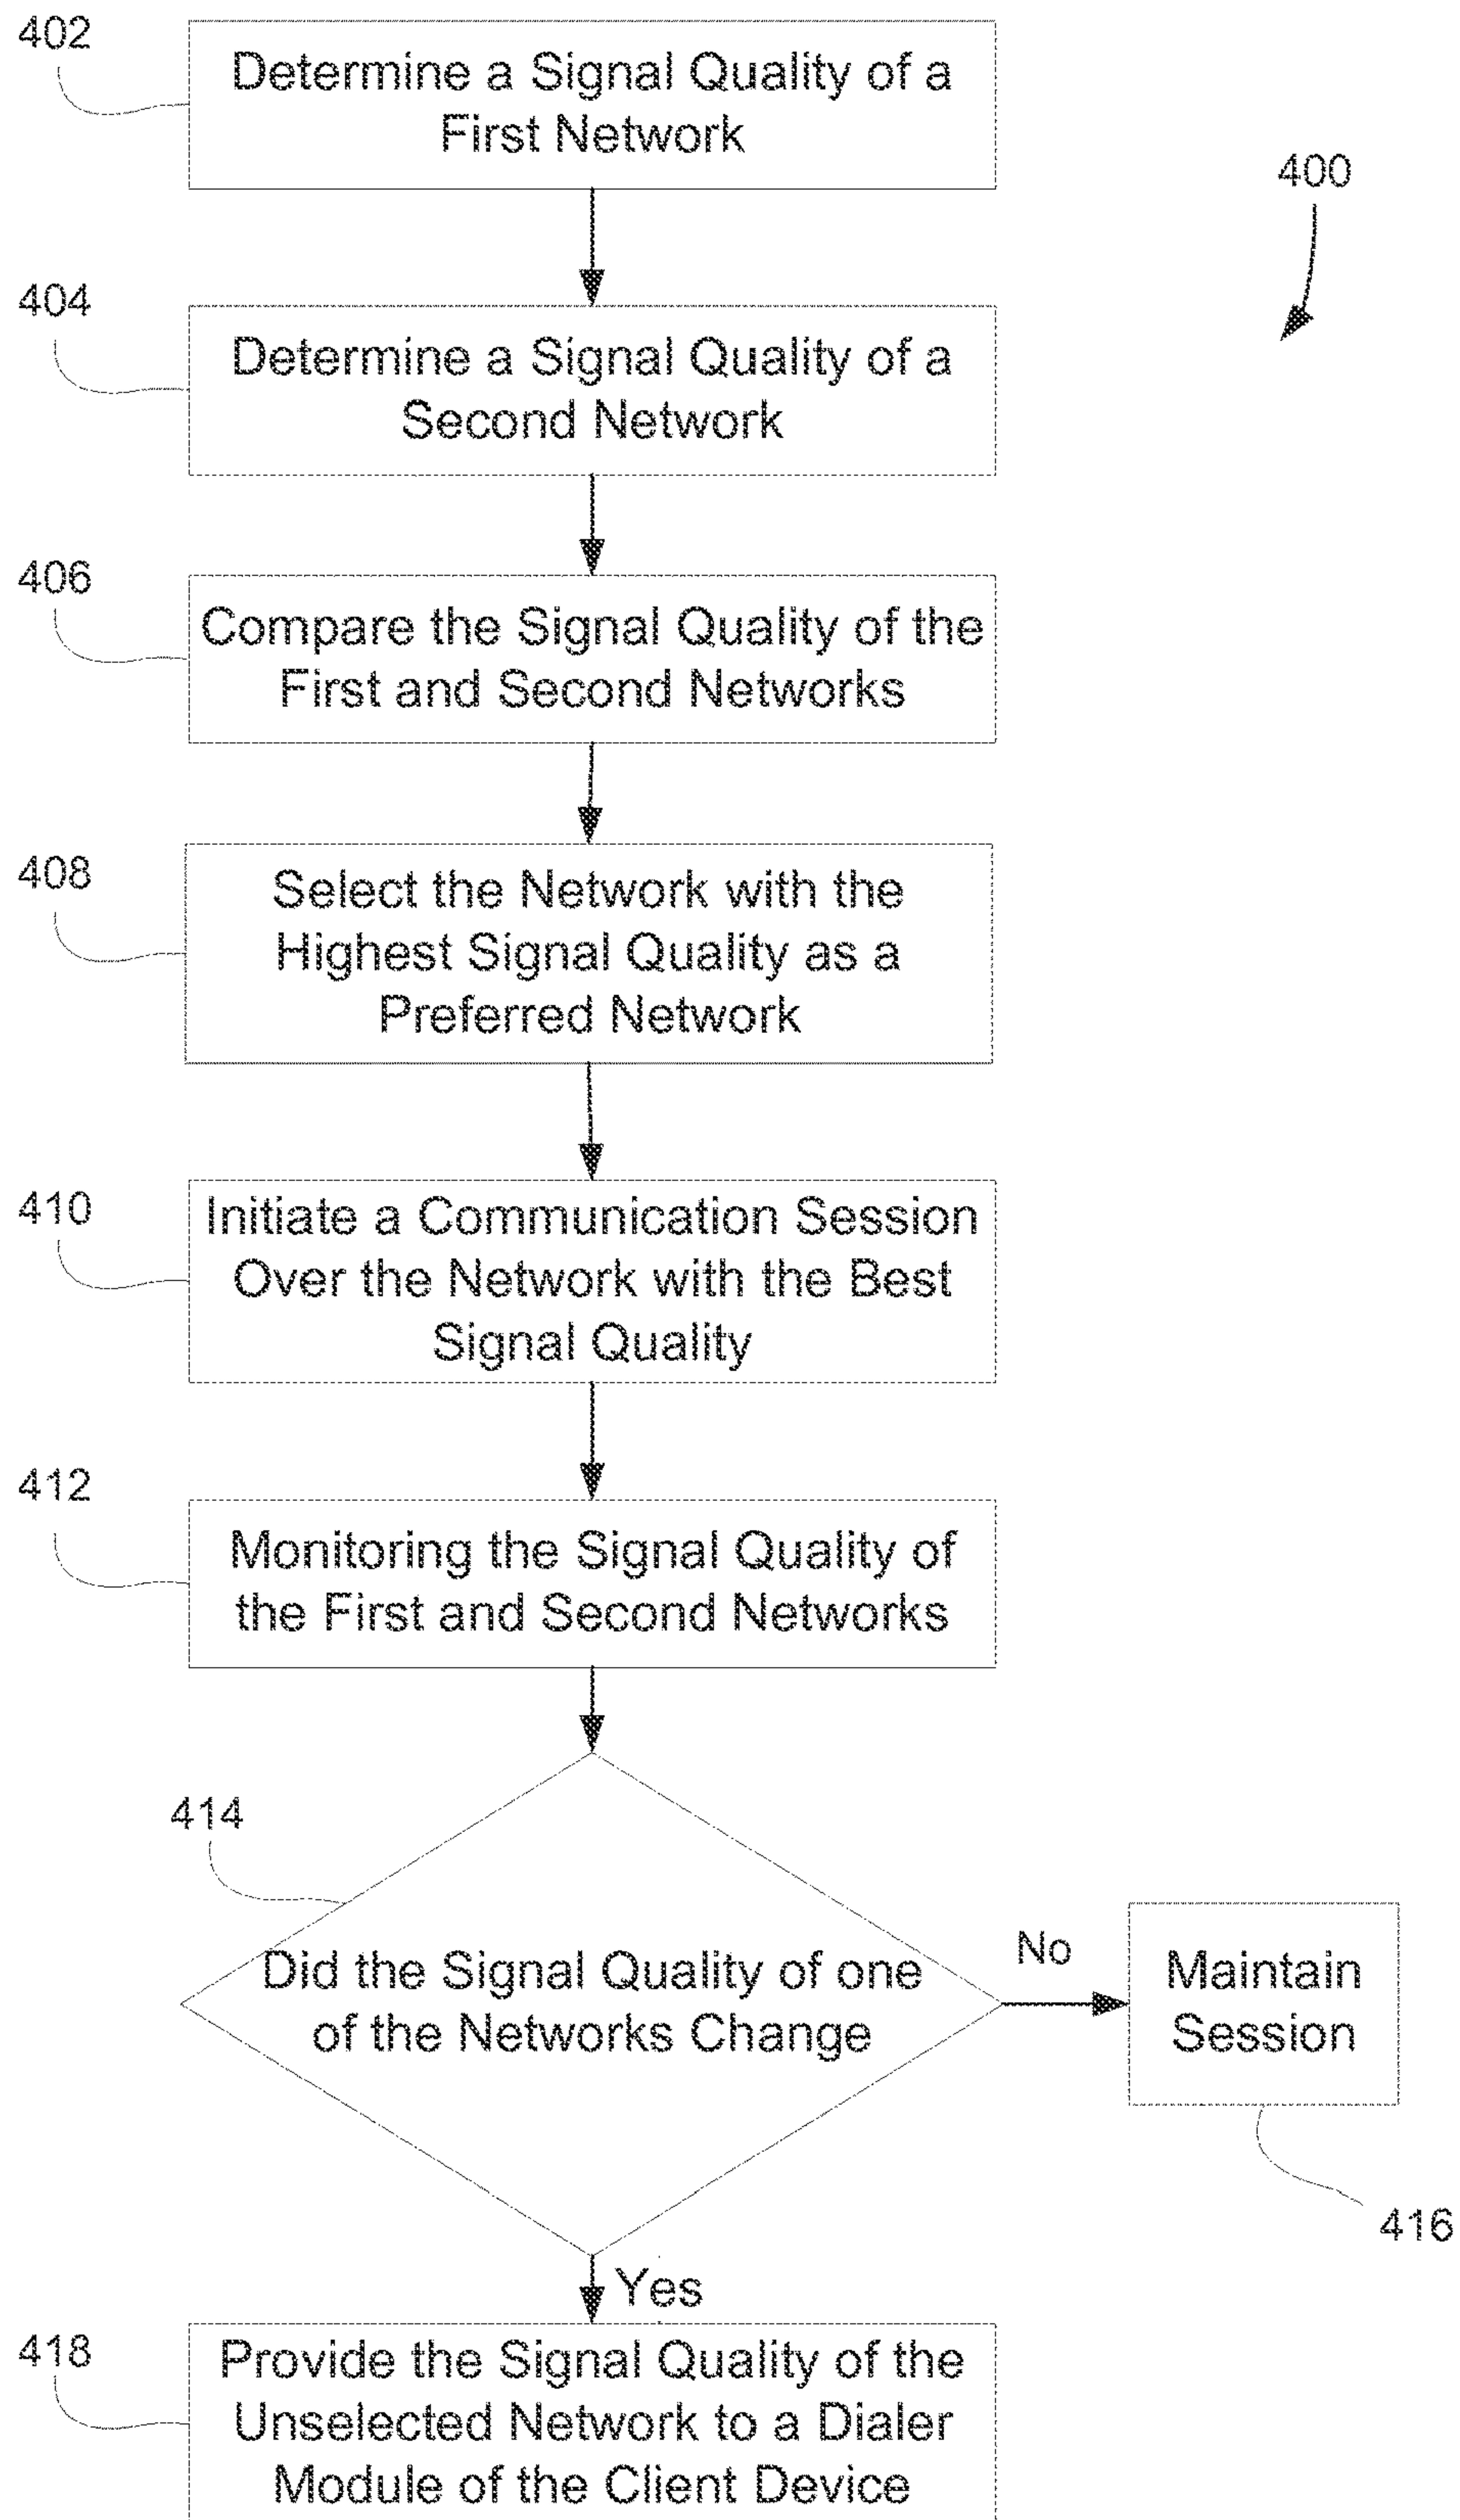 402
Determine a Signal Quality of a
First Network
400
404
Determine a Signal Quality of a
Second Network
406
Compare the Signal Quality of the
First and Second Networks
408
Select the Network with the
Highest Signal Quality as a
Preferred Network
410
Initiate a Communication Session
Over the Network with the Best
Signal Quality
412
Monitoring the Signal Quality of
the First and Second Networks
414
Did the Signal Quality of one
of the Networks Change
No
Maintain
Session
416
Yes
418
Provide the Signal Quality of the
Unselected Network to a Dialer
Module of the Client Device